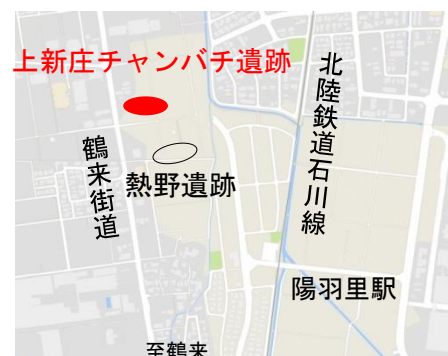 上新庄チャンバチ遺跡
北陸鉄道石川線
鶴来街道
熱野遺跡
陽羽里駅
至鶴来